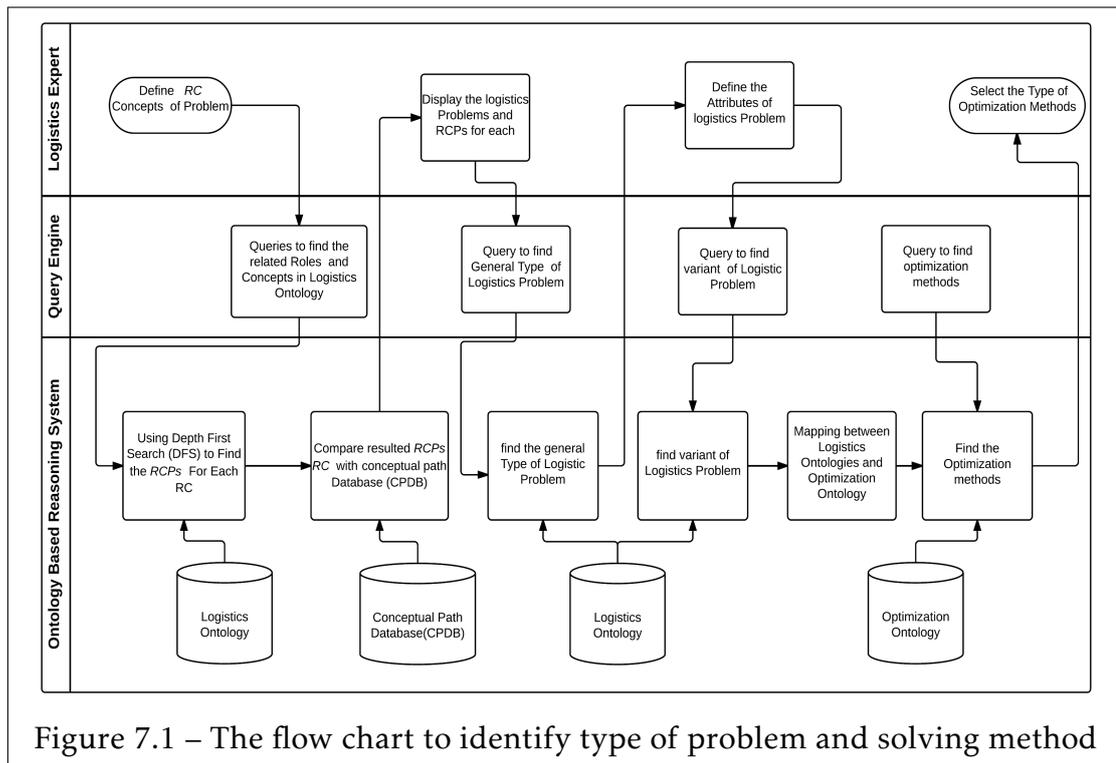 Logistics Expert
Define RC
Concepts of Problem
Display the logistics
Problems and
RCPs for each
Define the
Attributes of
logistics Problem
Select the Type of
Optimization Methods
Query Engine
Queries to find the
related Roles and
Concepts in Logistics
Ontology
Query to find
General Type of
Logistics Problem
Query to find
variant of Logistic
Problem
Query to find
optimization
methods
Ontology Based Reasoning System
Using Depth First
Search (DFS) to Find
the RCPs For Each
RC
Compare resulted RCPs
RC with conceptual path
Database (CPDB)
find the general
Type of Logistic
Problem
find variant of
Logistics Problem
Mapping between
Logistics
Ontologies and
Optimization
Ontology
Find the
Optimization
methods
Logistics
Ontology
Conceptual Path
Database(CPDB)
Logistics
Ontology
Optimization
Ontology
Figure 7.1 – The flow chart to identify type of problem and solving method